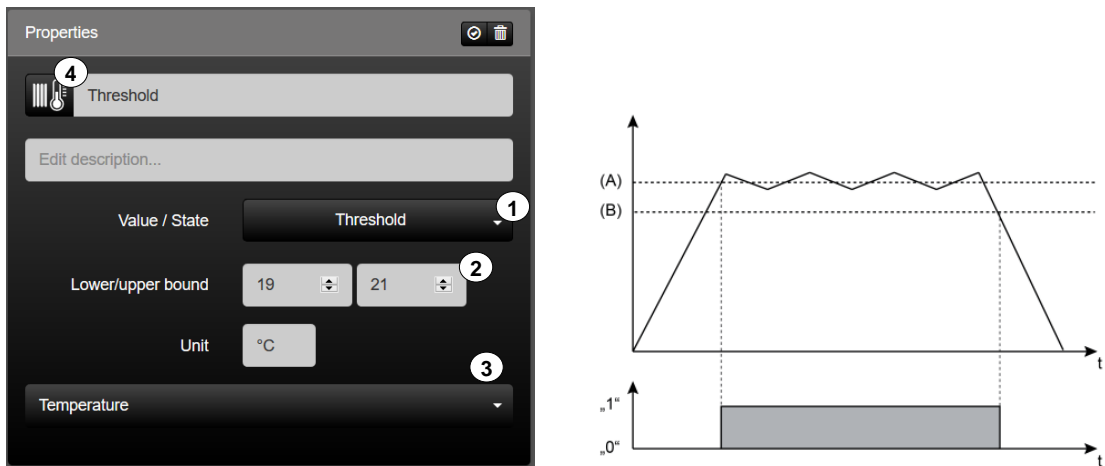 Properties
4
Threshold
Edit description...
Value / State Threshold
1
Lower/upper bound 19 21
2
Unit °C
3
Temperature
(A)
(B)
t
„1“
„0“
t